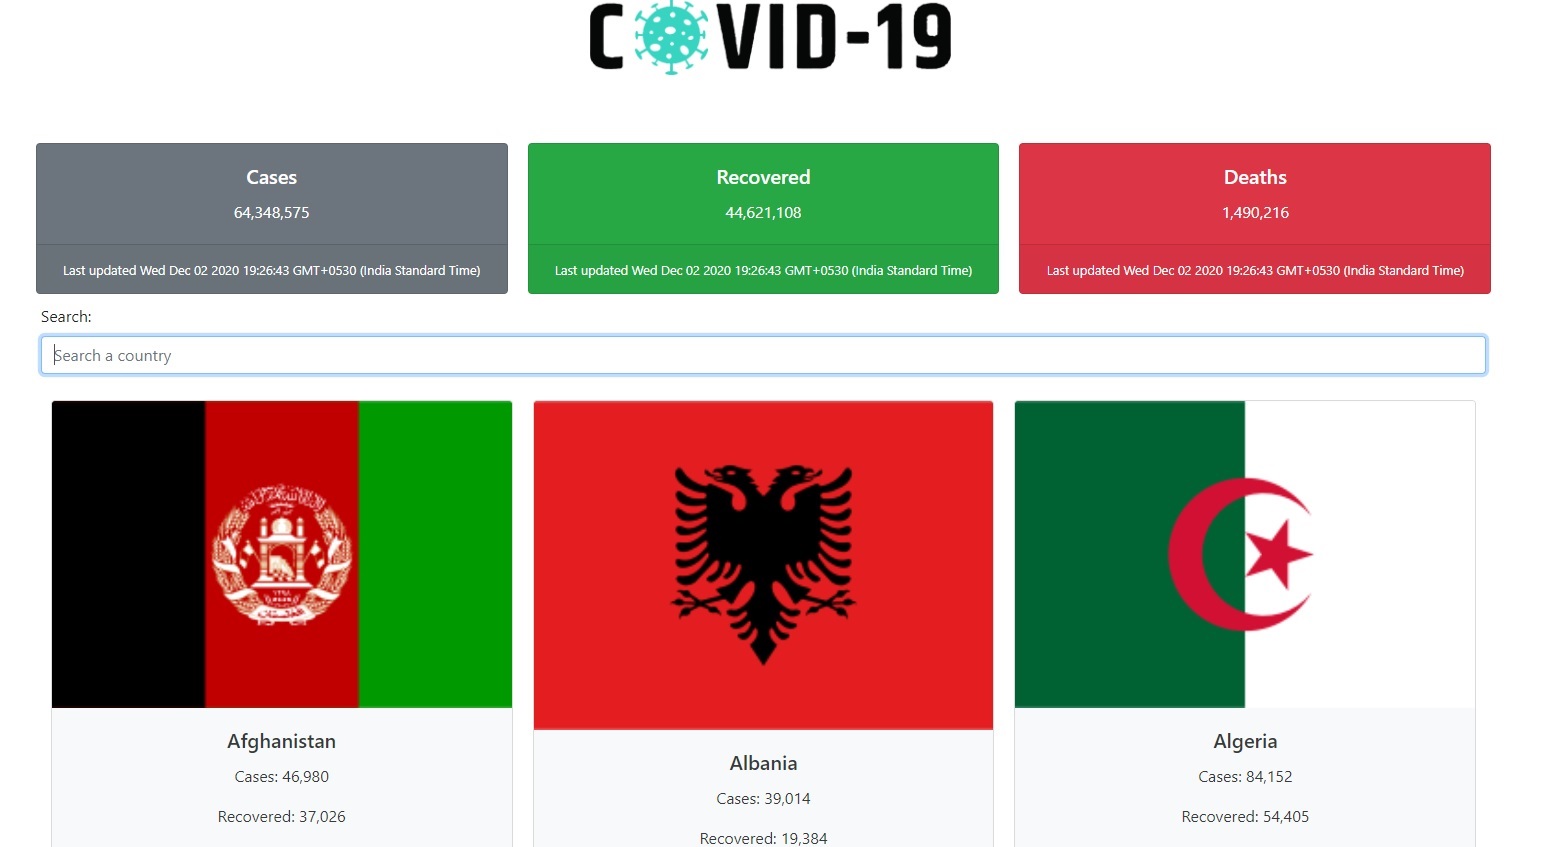 COVID-19
Cases
64,348,575
Last updated Wed Dec 02 2020 19:26:43 GMT+0530 (India Standard Time)
Recovered
44,621,108
Last updated Wed Dec 02 2020 19:26:43 GMT+0530 (India Standard Time)
Deaths
1,490,216
Last updated Wed Dec 02 2020 19:26:43 GMT+0530 (India Standard Time)
Search:
Search a country
Afghanistan
Cases: 46,980
Recovered: 37,026
Albania
Cases: 39,014
Recovered: 19,384
Algeria
Cases: 84,152
Recovered: 54,405